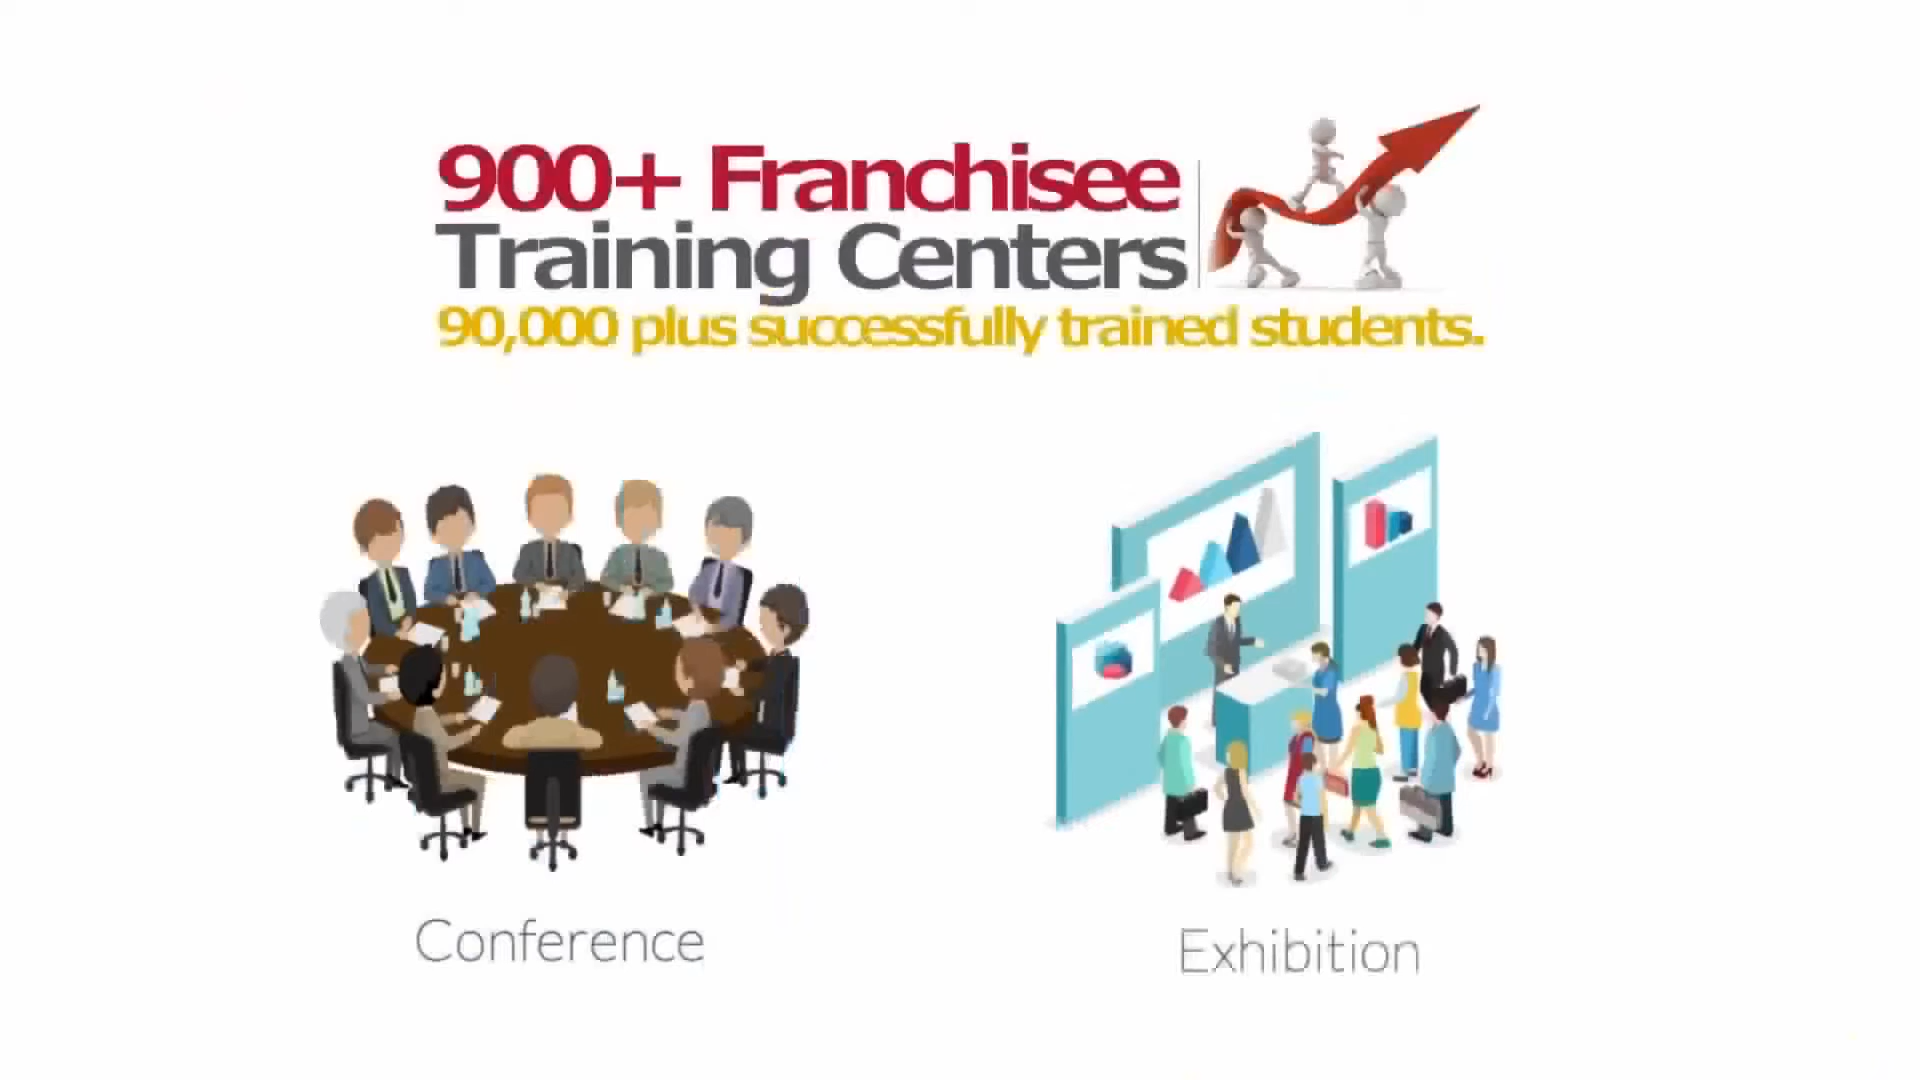 900+ Franchisee
Training Centers
90,000 plus successfully trained students.
Conference
Exhibition